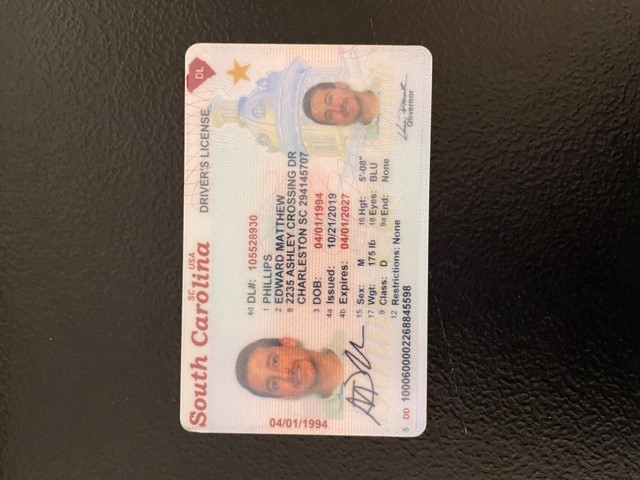 South Carolina
SC USA
DRIVER'S LICENSE
DL
4d DL#: 105528930
1 PHILLIPS
2 EDWARD MATTHEW
8 2235 ASHLEY CROSSING DR
CHARLESTON SC 294145707
3 DOB: 04/01/1994
4a Issued: 10/21/2019
4b Expires: 04/01/2027
15 Sex: M 16 Hgt: 5'-08"
17 Wgt: 175 lb 18 Eyes: BLU
9 Class: D 9a End: None
12 Restrictions: None
04/01/1994
5 DD 10006000022688455​98
Governor